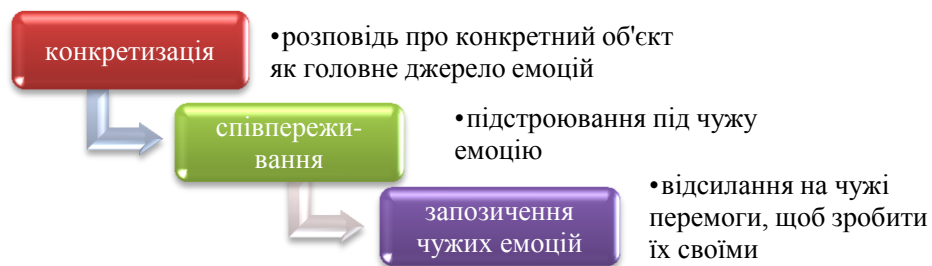 конкретизація
•розповідь про конкретний об'єкт
як головне джерело емоцій
співпережи-
вання
•підстроювання під чужу
емоцію
запозичення
чужих емоцій
•відсилання на чужі
перемоги, щоб зробити
їх своїми